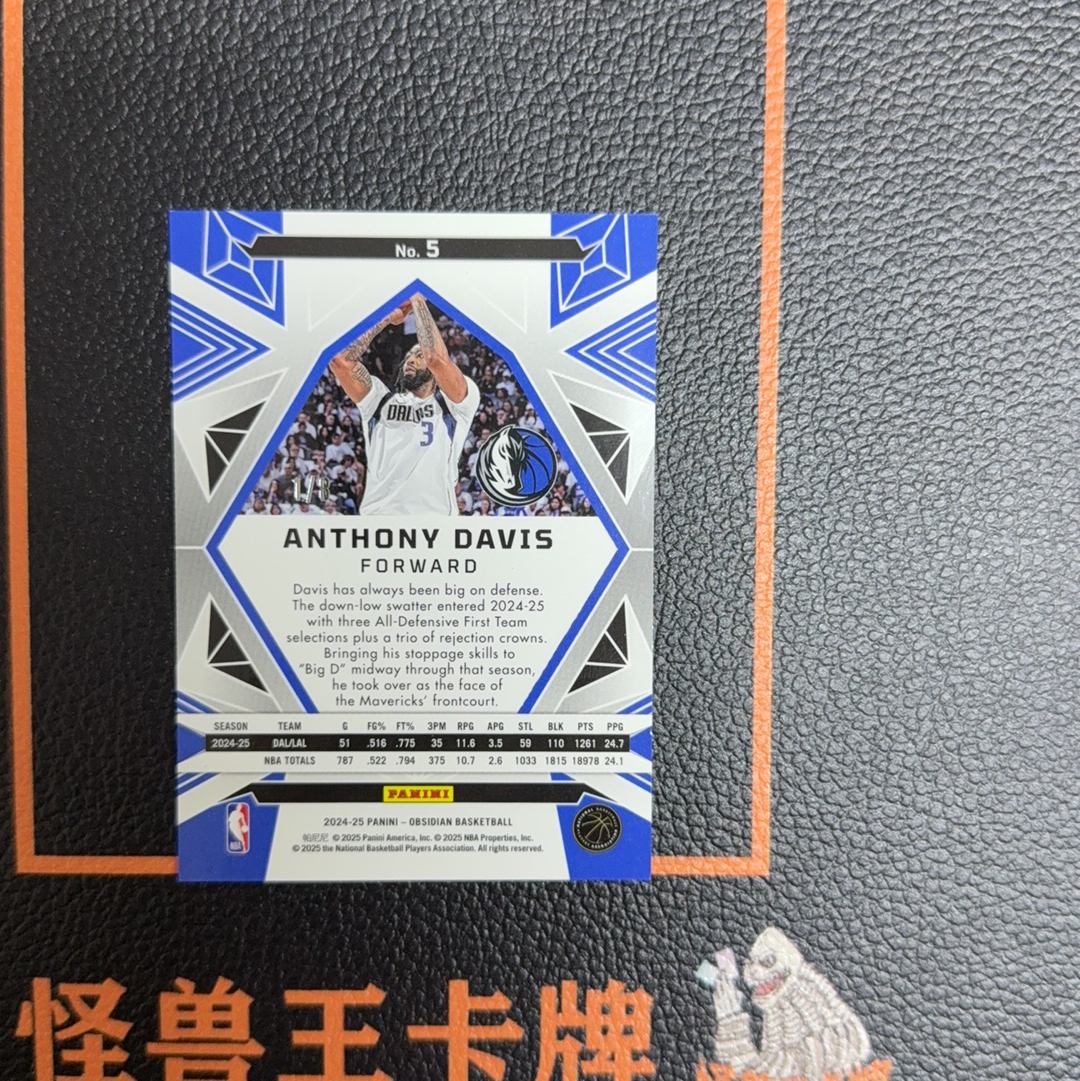 No. 5
DALLAS
3
ANTHONY DAVIS
FORWARD
Davis has always been big on defense.
The down-low swatter entered 2024-25
with three All-Defensive First Team
selections plus a trio of rejection crowns.
Bringing his stoppage skills to
“Big D” midway through that season,
he took over as the face of
the Mavericks’ frontcourt.
SEASON TEAM G FG% FT% 3PM RPG APG STL BLK PTS PPG
2024-25 DAL/LAL 51 .516 .775 35 11.6 3.5 59 110 1261 24.7
NBA TOTALS 787 .522 .794 375 10.7 2.6 1033 1815 18978 24.1
PANINI
2024-25 PANINI – OBSIDIAN BASKETBALL
帕尼尼 © 2025 Panini America, Inc. © 2025 NBA Properties, Inc.
© 2025 the National Basketball Players Association. All rights reserved.
NBA
怪兽王卡牌